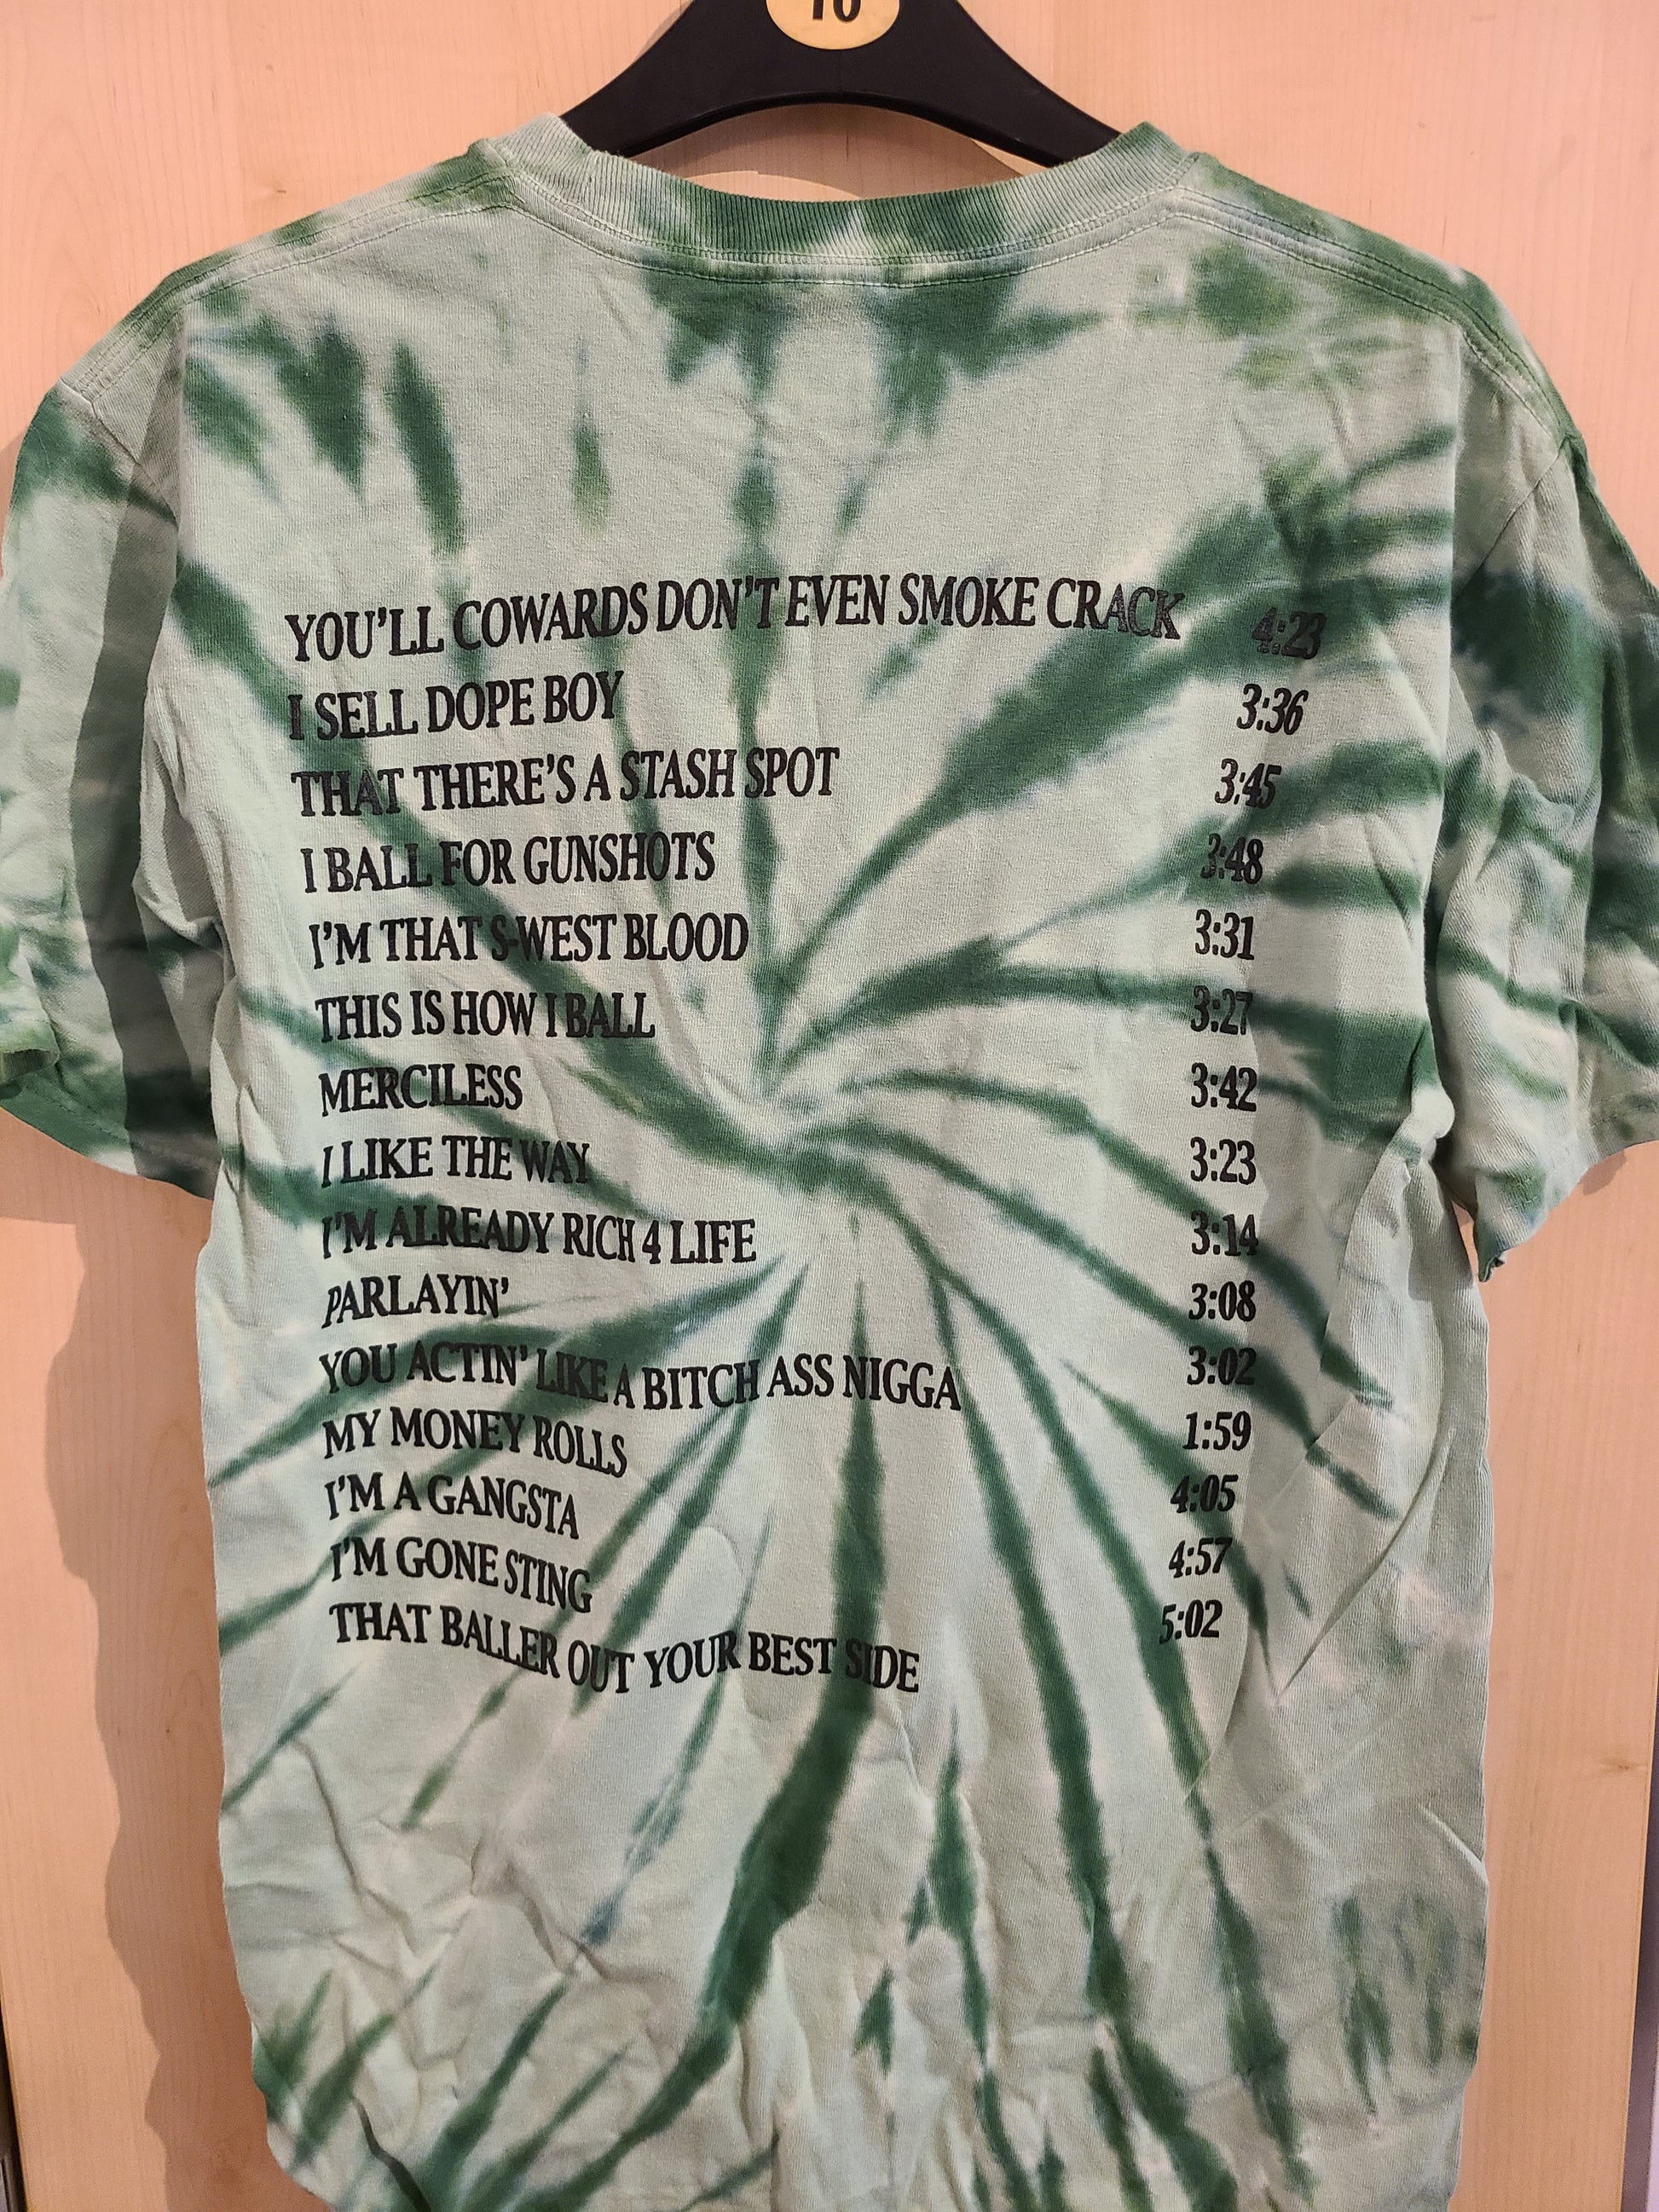 10
YOU'LL COWARDS DON'T EVEN SMOKE CRACK 4:23
I SELL DOPE BOY 3:36
THAT THERE'S A STASH SPOT 3:45
I BALL FOR GUNSHOTS 3:48
I'M THAT S-WEST BLOOD 3:31
THIS IS HOW I BALL 3:27
MERCILESS 3:42
I LIKE THE WAY 3:23
I'M ALREADY RICH 4 LIFE 3:14
PARLAYIN' 3:08
YOU ACTIN' LIKE A BITCH ASS NIGGA 3:02
MY MONEY ROLLS 1:59
I'M A GANGSTA 4:05
I'M GONE STING 4:57
THAT BALLER OUT YOUR BEST SIDE 5:02